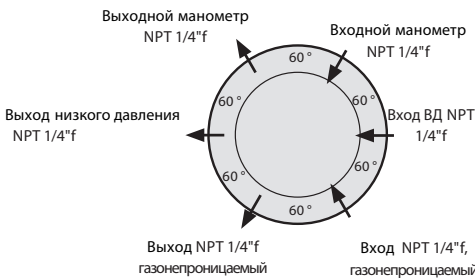 Выходной манометр
NPT 1/4"f
Входной манометр
NPT 1/4"f
60 °
60 °
60 °
Выход низкого давления
NPT 1/4"f
Вход ВД NPT
1/4"f
60 °
60 °
60 °
Выход NPT 1/4"f
газонепроницаемый
Вход NPT 1/4"f,
газонепроницаемый